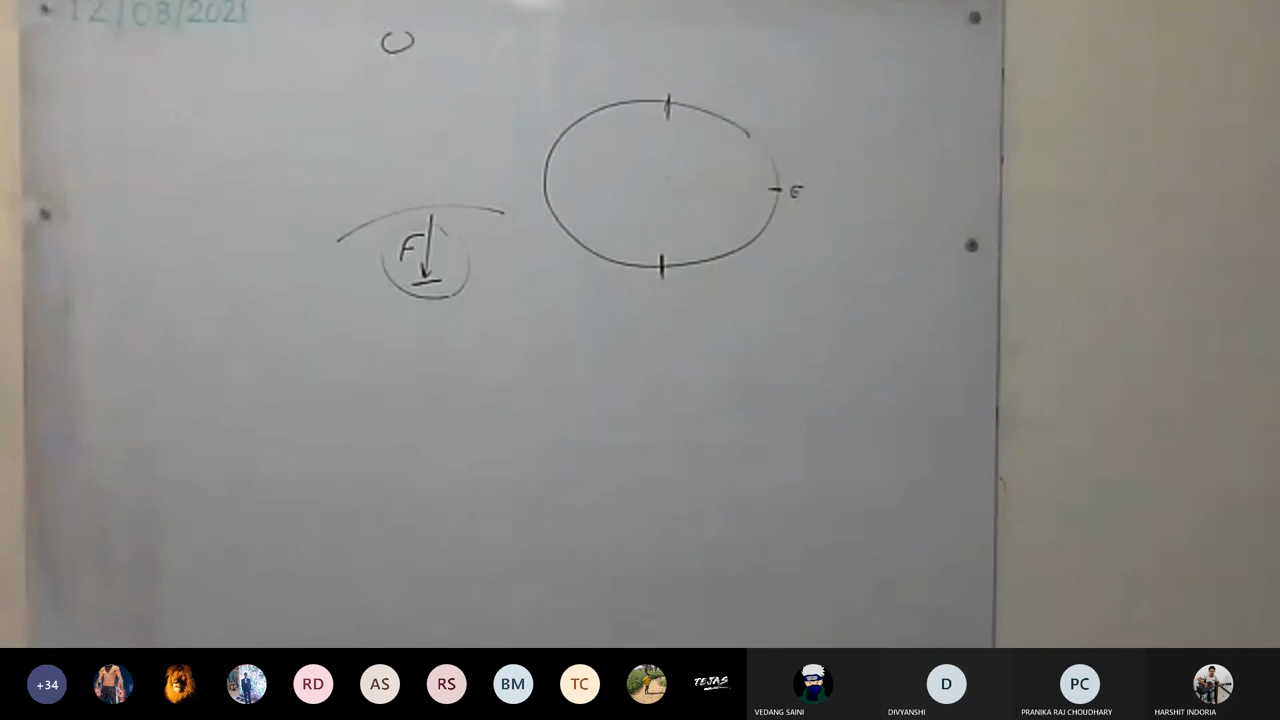 12/08/2021
E
F
+34
RD
AS
RS
BM
TC
TEJAS
D
PC
VEDANG SAINI
DIVYANSHI
PRANIKA RAJ CHOUDHARY
HARSHIT INDORIA